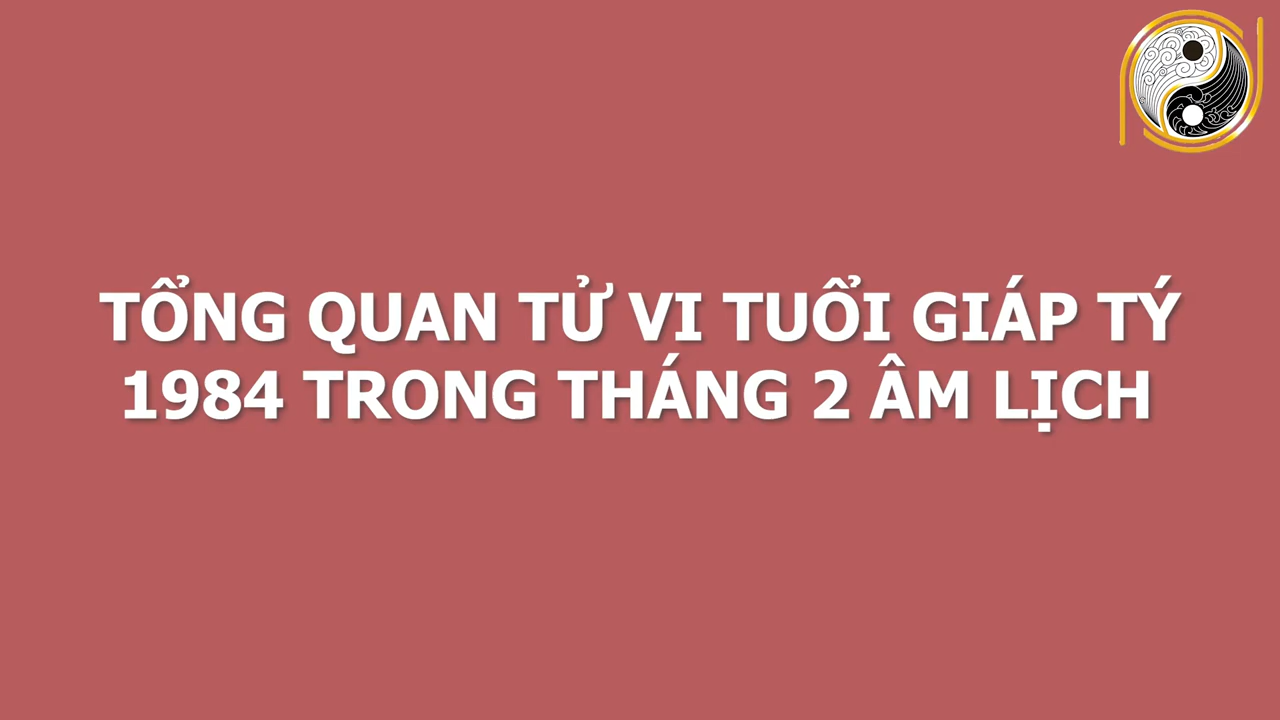 TỔNG QUAN TỬ VI TUỔI GIÁP TÝ
1984 TRONG THÁNG 2 ÂM LỊCH